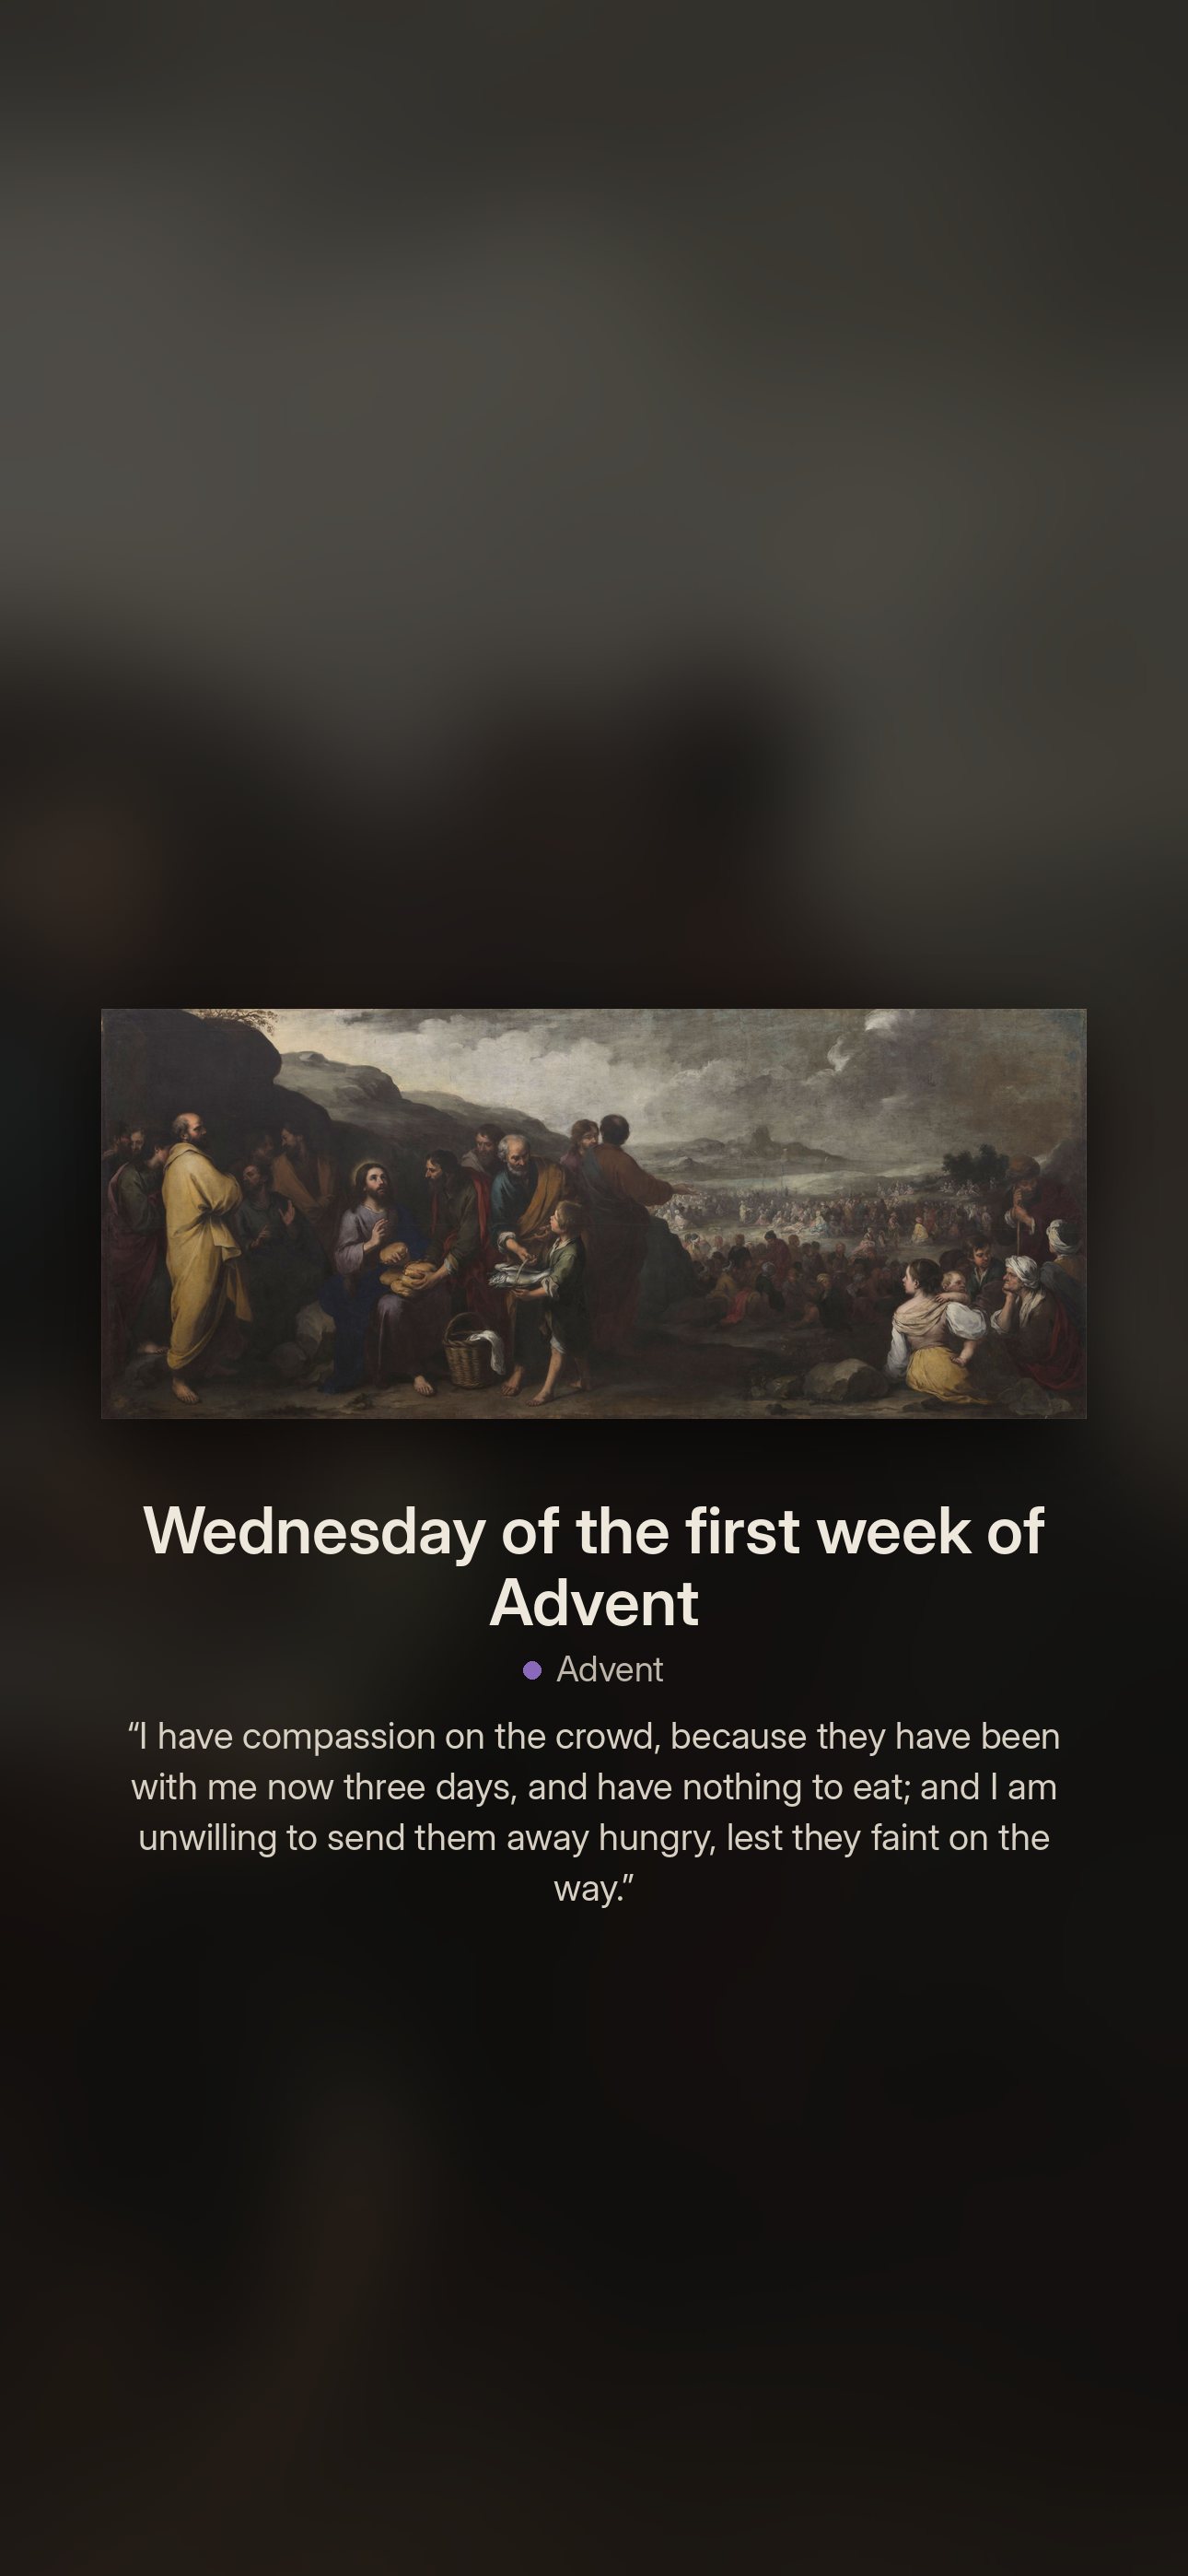 Wednesday of the first week of
Advent
Advent
“I have compassion on the crowd, because they have been
with me now three days, and have nothing to eat; and I am
unwilling to send them away hungry, lest they faint on the
way.”